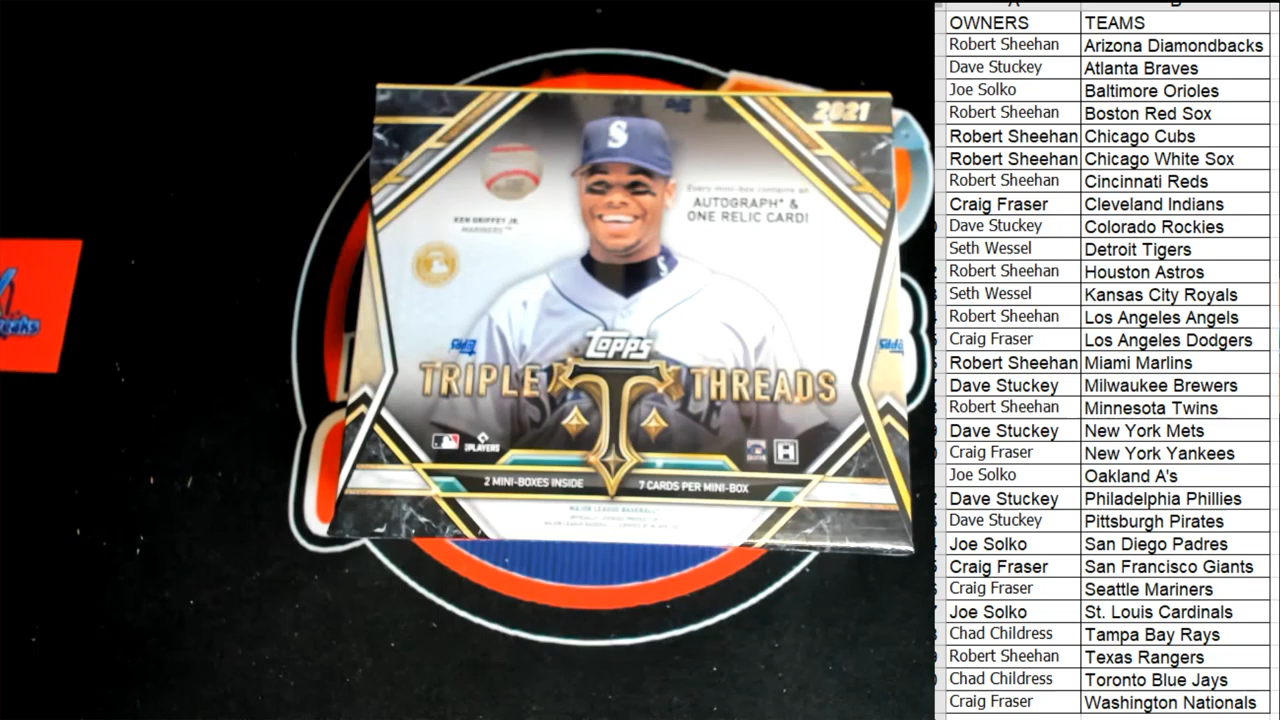 2021
S
Every mini-box contains an
AUTOGRAPH* &
ONE RELIC CARD!
KEN GRIFFEY JR.
MARINERS™
topps
TRIPLE THREADS
PLAYERS
2 MINI-BOXES INSIDE
7 CARDS PER MINI-BOX
MAJOR LEAGUE BASEBALL
eaks
OWNERS TEAMS
Robert Sheehan Arizona Diamondbacks
Dave Stuckey Atlanta Braves
Joe Solko Baltimore Orioles
Robert Sheehan Boston Red Sox
Robert Sheehan Chicago Cubs
Robert Sheehan Chicago White Sox
Robert Sheehan Cincinnati Reds
Craig Fraser Cleveland Indians
Dave Stuckey Colorado Rockies
Seth Wessel Detroit Tigers
Robert Sheehan Houston Astros
Seth Wessel Kansas City Royals
Robert Sheehan Los Angeles Angels
Craig Fraser Los Angeles Dodgers
Robert Sheehan Miami Marlins
Dave Stuckey Milwaukee Brewers
Robert Sheehan Minnesota Twins
Dave Stuckey New York Mets
Craig Fraser New York Yankees
Joe Solko Oakland A's
Dave Stuckey Philadelphia Phillies
Dave Stuckey Pittsburgh Pirates
Joe Solko San Diego Padres
Craig Fraser San Francisco Giants
Craig Fraser Seattle Mariners
Joe Solko St. Louis Cardinals
Chad Childress Tampa Bay Rays
Robert Sheehan Texas Rangers
Chad Childress Toronto Blue Jays
Craig Fraser Washington Nationals